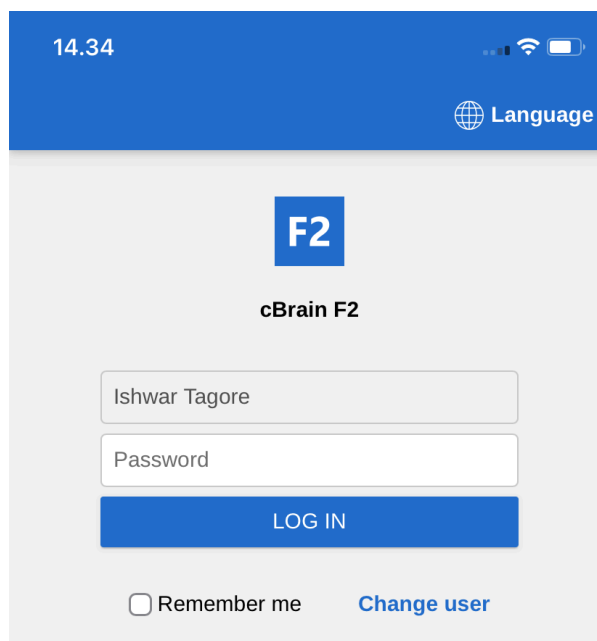 14.34
Language
F2
cBrain F2
Ishwar Tagore
Password
LOG IN
Remember me Change user